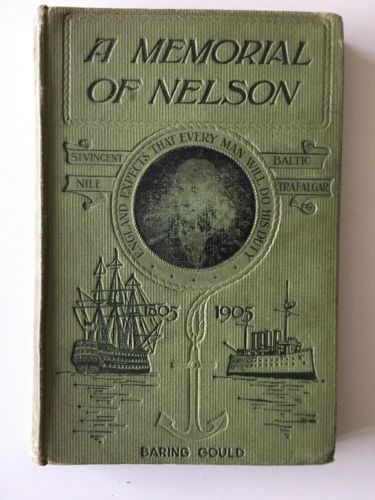 A MEMORIAL
OF NELSON
ENGLAND EXPECTS THAT EVERY MAN WILL DO HIS DUTY
ST VINCENT
BALTIC
NILE
TRAFALGAR
1805
1905
BARING GOULD